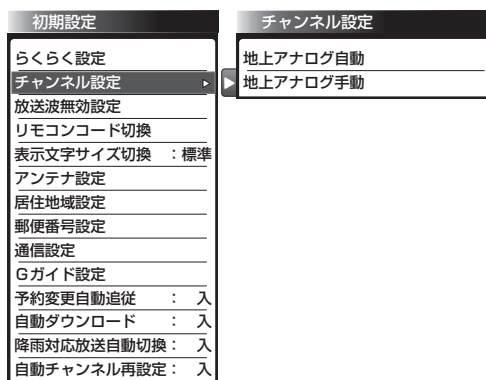 初期設定
らくらく設定
チャンネル設定
放送波無効設定
リモコンコード切換
表示文字サイズ切換 ：標準
アンテナ設定
居住地域設定
郵便番号設定
通信設定
Gガイド設定
予約変更自動追従 ： 入
自動ダウンロード ： 入
降雨対応放送自動切換： 入
自動チャンネル再設定： 入
チャンネル設定
地上アナログ自動
地上アナログ手動